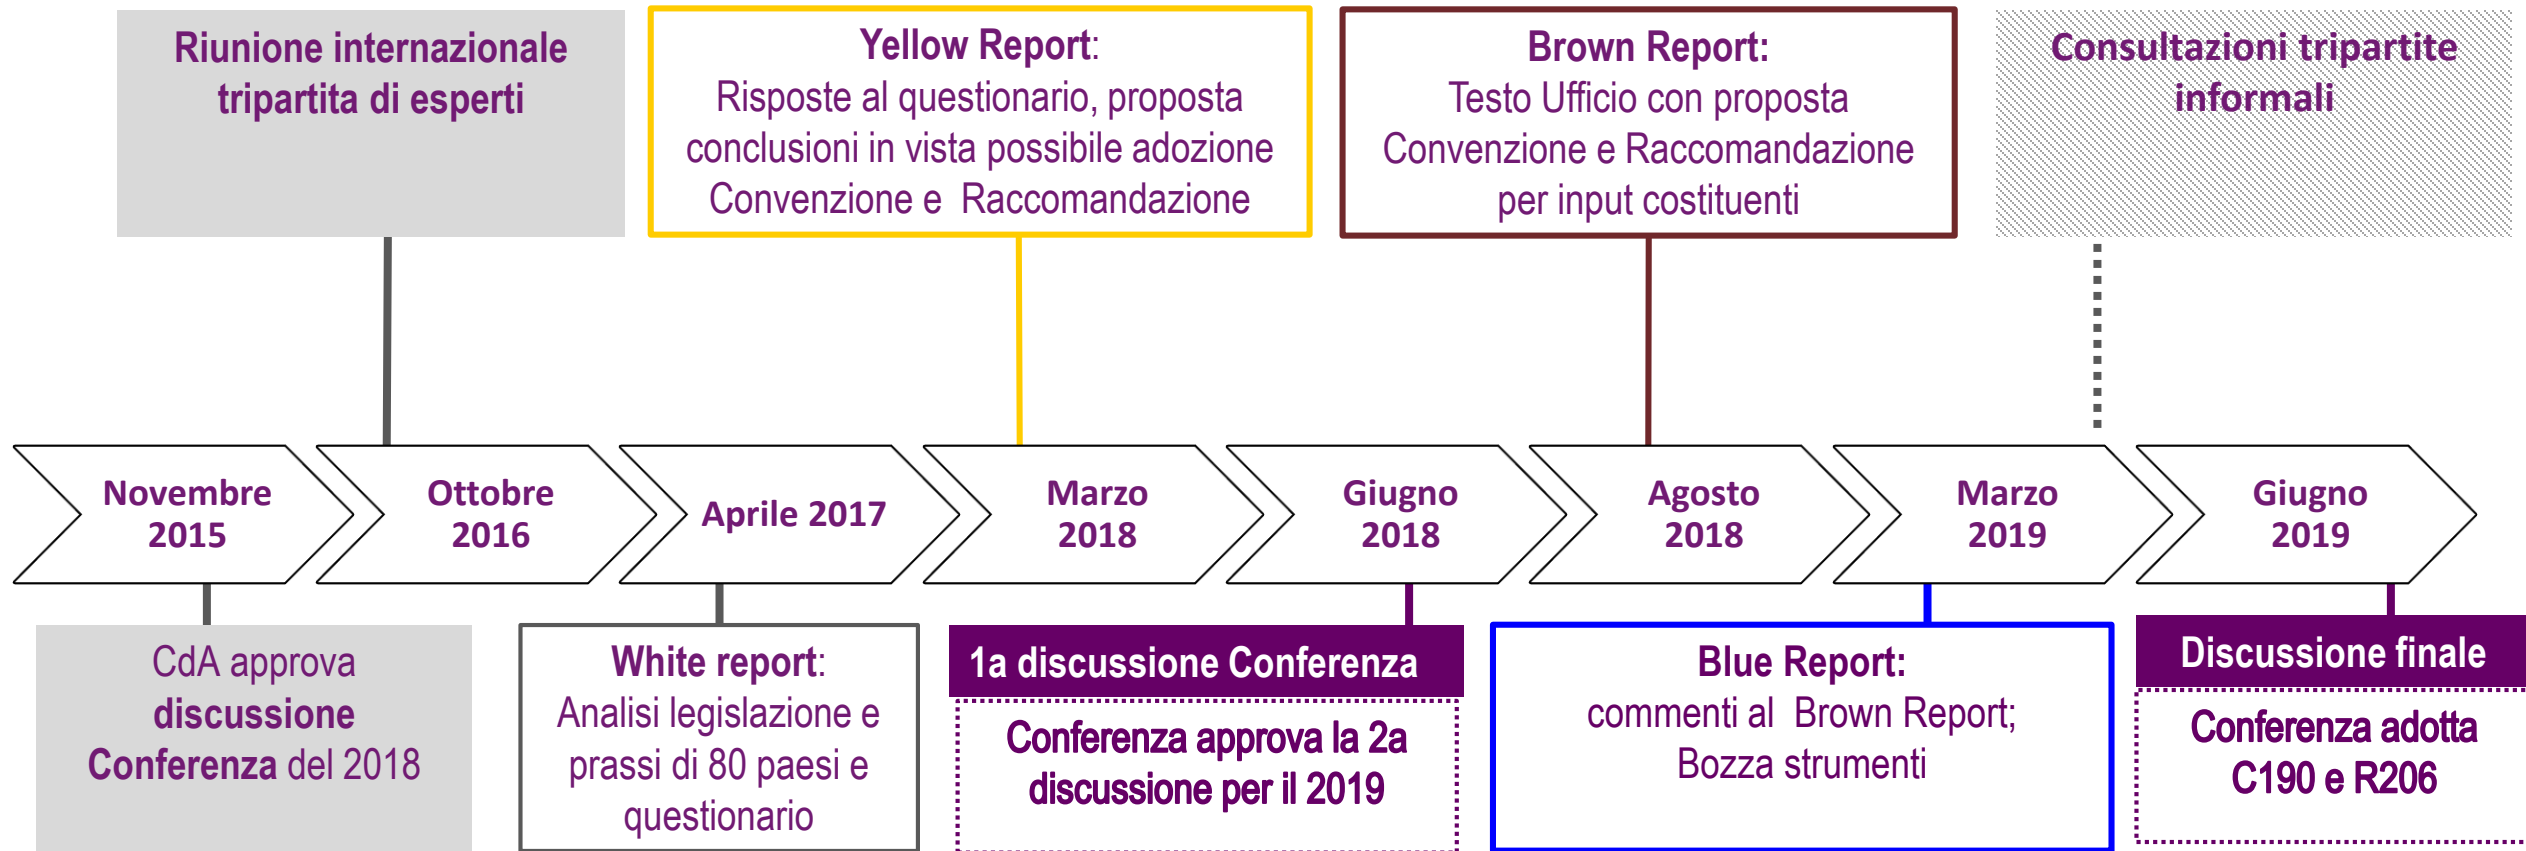 Riunione internazionale
tripartita di esperti
Yellow Report:
Risposte al questionario, proposta
conclusioni in vista possibile adozione
Convenzione e Raccomandazione
Brown Report:
Testo Ufficio con proposta
Convenzione e Raccomandazione
per input costituenti
Consultazioni tripartite
informali
Novembre
2015
Ottobre
2016
Aprile 2017
Marzo
2018
Giugno
2018
Agosto
2018
Marzo
2019
Giugno
2019
CdA approva
discussione
Conferenza del 2018
White report:
Analisi legislazione e
prassi di 80 paesi e
questionario
1a discussione Conferenza
Conferenza approva la 2a
discussione per il 2019
Blue Report:
commenti al Brown Report;
Bozza strumenti
Discussione finale
Conferenza adotta
C190 e R206